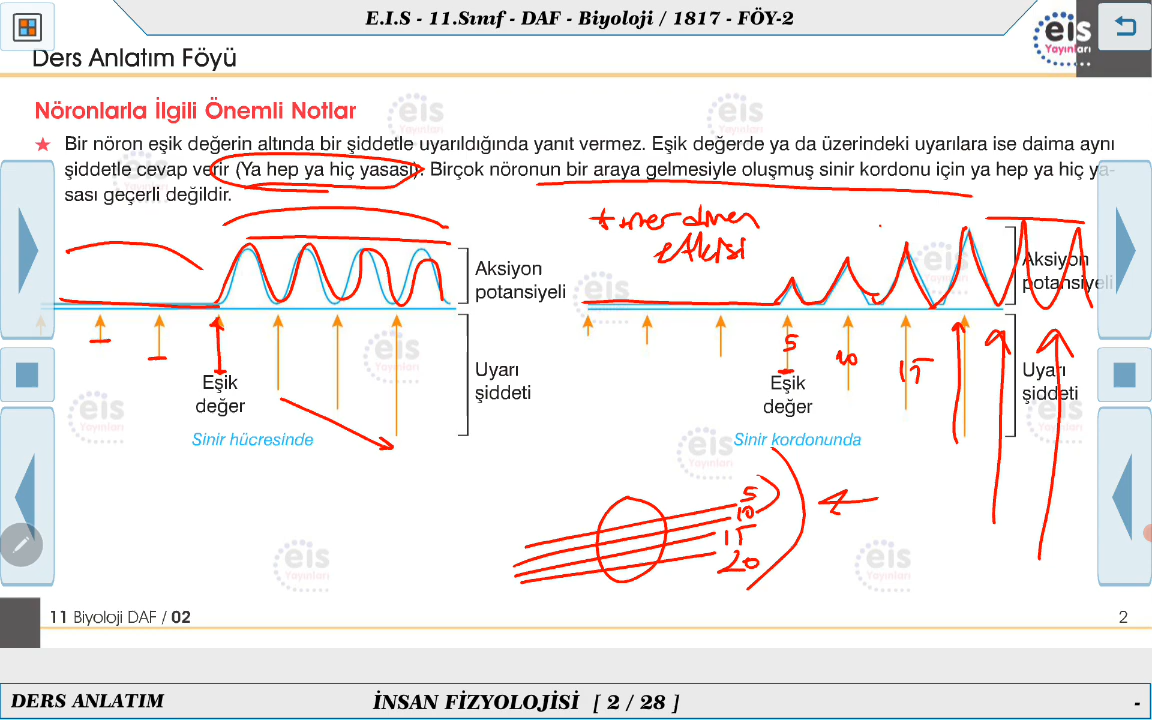 E.I.S - 11.Sınıf - DAF - Biyoloji / 1817 - FÖY-2
eis
Yayınları
Ders Anlatım Föyü
Nöronlarla İlgili Önemli Notlar
★ Bir nöron eşik değerin altında bir şiddetle uyarıldığında yanıt vermez. Eşik değerde ya da üzerindeki uyarılara ise daima aynı
şiddetle cevap verir (Ya hep ya hiç yasası). Birçok nöronun bir araya gelmesiyle oluşmuş sinir kordonu için ya hep ya hiç ya-
sası geçerli değildir.
etkisi
Aksiyon
potansiyeli
Aksiyon
potansiyeli
Eşik
değer
Uyarı
şiddeti
Sinir hücresinde
5
10
15
Eşik
değer
Uyarı
şiddeti
Sinir kordonunda
5
10
15
20
11 Biyoloji DAF / 02
2
DERS ANLATIM
İNSAN FİZYOLOJİSİ [ 2 / 28 ]
-